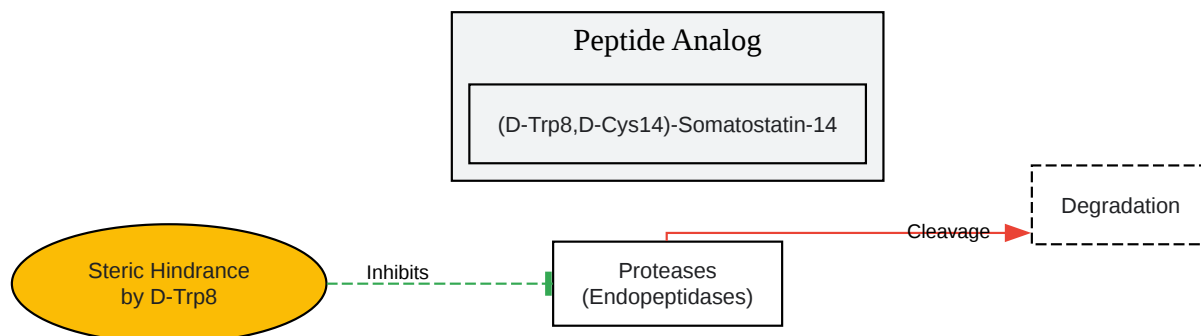 Peptide Analog
(D-Trp8,D-Cys14)-Somatostatin-14
Degradation
Cleavage
Steric Hindrance
by D-Trp8
Inhibits
Proteases
(Endopeptidases)